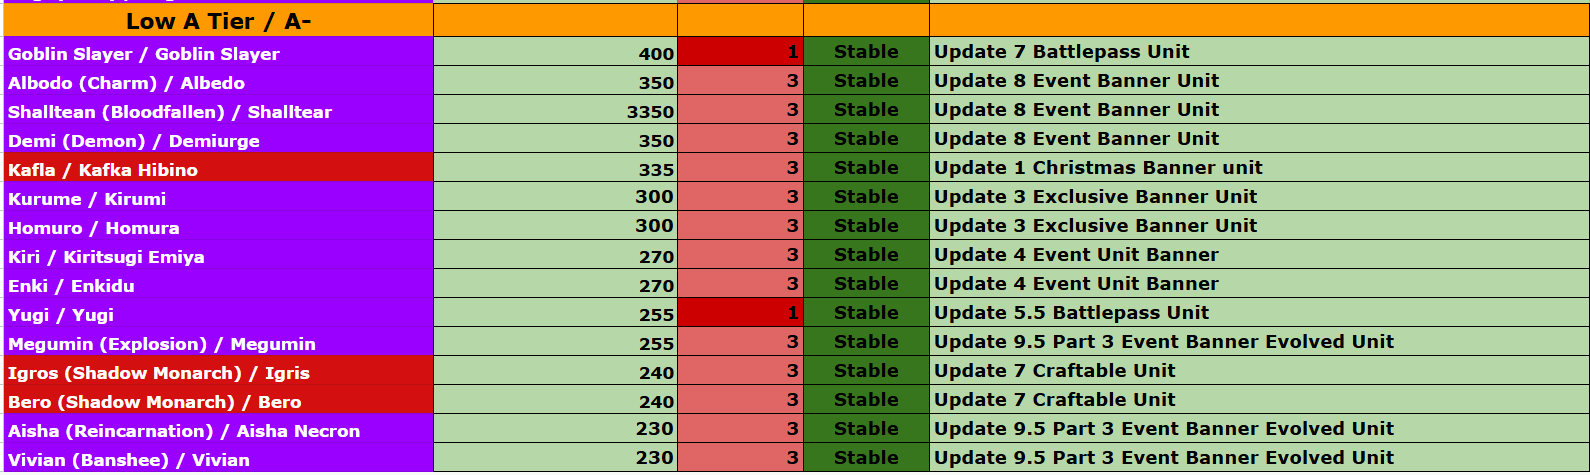 Low A Tier / A-
Goblin Slayer / Goblin Slayer 400 1 Stable Update 7 Battlepass Unit
Albodo (Charm) / Albedo 350 3 Stable Update 8 Event Banner Unit
Shalltean (Bloodfallen) / Shalltear 3350 3 Stable Update 8 Event Banner Unit
Demi (Demon) / Demiurge 350 3 Stable Update 8 Event Banner Unit
Kafla / Kafka Hibino 335 3 Stable Update 1 Christmas Banner unit
Kurume / Kirumi 300 3 Stable Update 3 Exclusive Banner Unit
Homuro / Homura 300 3 Stable Update 3 Exclusive Banner Unit
Kiri / Kiritsugi Emiya 270 3 Stable Update 4 Event Unit Banner
Enki / Enkidu 270 3 Stable Update 4 Event Unit Banner
Yugi / Yugi 255 1 Stable Update 5.5 Battlepass Unit
Megumin (Explosion) / Megumin 255 3 Stable Update 9.5 Part 3 Event Banner Evolved Unit
Igros (Shadow Monarch) / Igris 240 3 Stable Update 7 Craftable Unit
Bero (Shadow Monarch) / Bero 240 3 Stable Update 7 Craftable Unit
Aisha (Reincarnation) / Aisha Necron 230 3 Stable Update 9.5 Part 3 Event Banner Evolved Unit
Vivian (Banshee) / Vivian 230 3 Stable Update 9.5 Part 3 Event Banner Evolved Unit